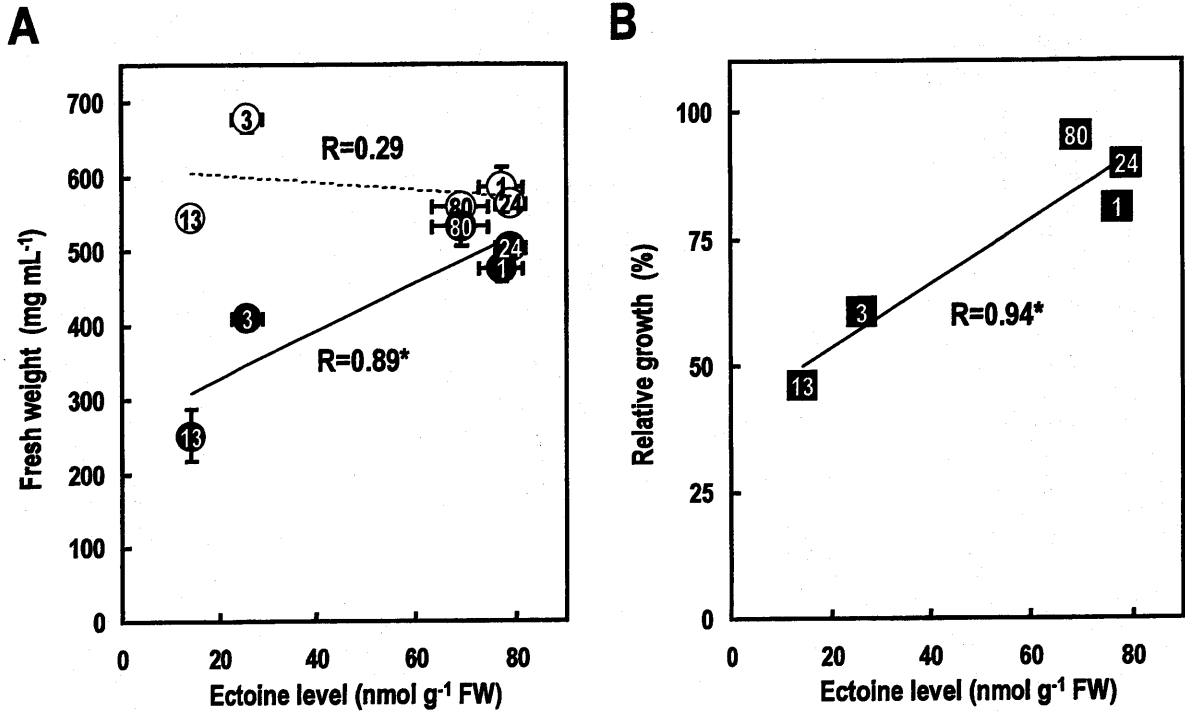 A
700
600
500
400
300
200
100
0
Fresh weight (mg mL-1)
3
13
R=0.29
1
80
24
80
24
1
3
R=0.89*
13
0 20 40 60 80
Ectoine level (nmol g-1 FW)
B
100
75
50
25
0
Relative growth (%)
80
24
1
3
R=0.94*
13
0 20 40 60 80
Ectoine level (nmol g-1 FW)